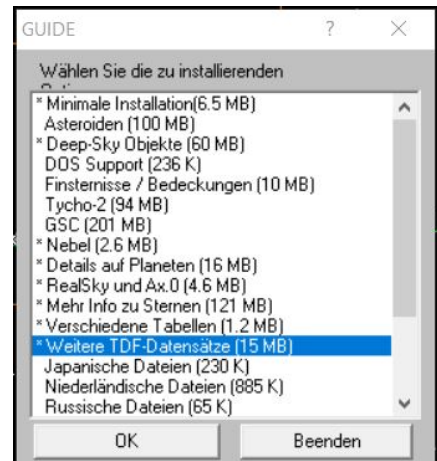 GUIDE
?
Wählen Sie die zu installierenden
* Minimale Installation(6.5 MB)
Asteroiden (100 MB)
* Deep-Sky Objekte (60 MB)
DOS Support (236 K)
Finsternisse / Bedeckungen (10 MB)
Tycho-2 (94 MB)
GSC (201 MB)
* Nebel (2.6 MB)
* Details auf Planeten (16 MB)
* RealSky und Ax.0 (4.6 MB)
* Mehr Info zu Sternen (121 MB)
* Verschiedene Tabellen (1.2 MB)
* Weitere TDF-Datensätze (15 MB)
Japanische Dateien (230 K)
Niederländische Dateien (885 K)
Russische Dateien (65 K)
OK
Beenden